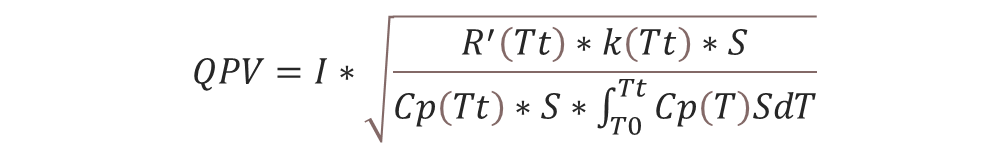 QPV = I * √((R′(Tt) * k(Tt) * S) / (Cp(Tt) * S * ∫_{T0}^{Tt} Cp(T)SdT))